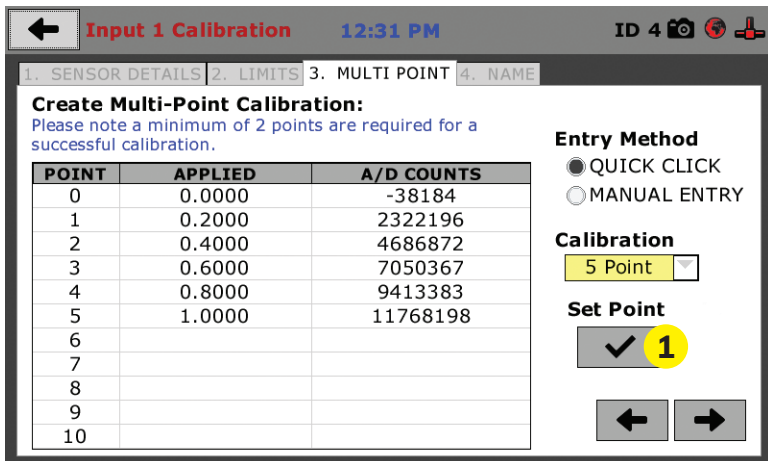 Input 1 Calibration 12:31 PM ID 4
1. SENSOR DETAILS 2. LIMITS 3. MULTI POINT 4. NAME
Create Multi-Point Calibration:
Please note a minimum of 2 points are required for a
successful calibration.
POINT APPLIED A/D COUNTS
0 0.0000 -38184
1 0.2000 2322196
2 0.4000 4686872
3 0.6000 7050367
4 0.8000 9413383
5 1.0000 11768198
6
7
8
9
10
Entry Method
QUICK CLICK
MANUAL ENTRY
Calibration
5 Point
Set Point
1